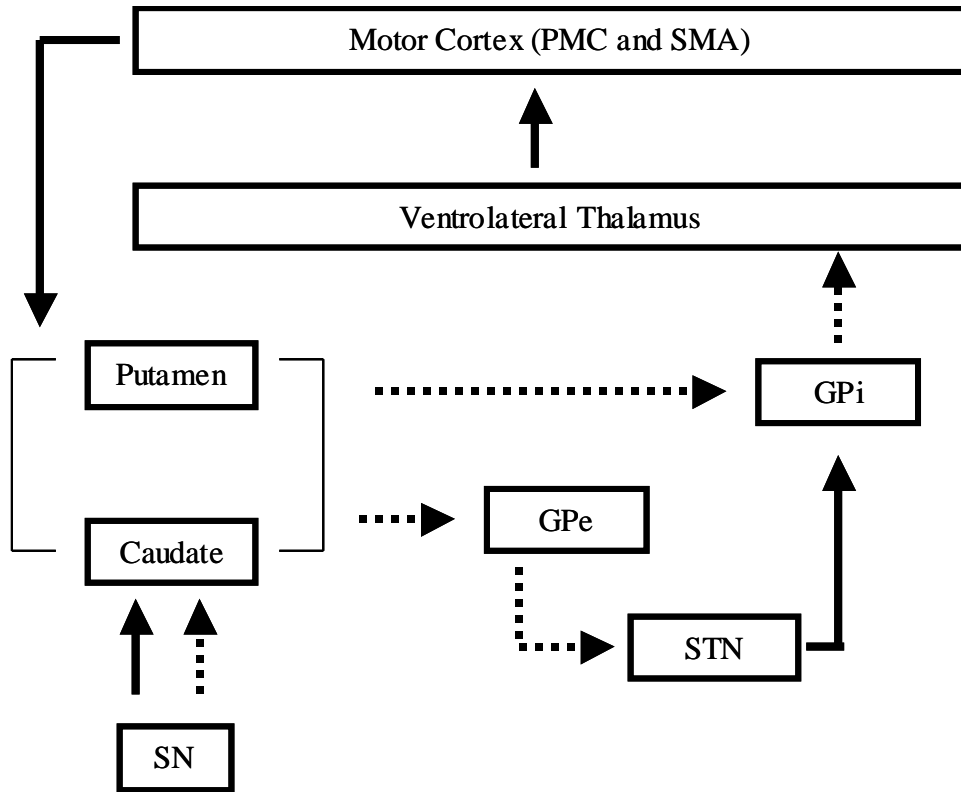 Motor Cortex (PMC and SMA)
Ventrolateral Thalamus
Putamen
GPi
GPe
Caudate
STN
SN